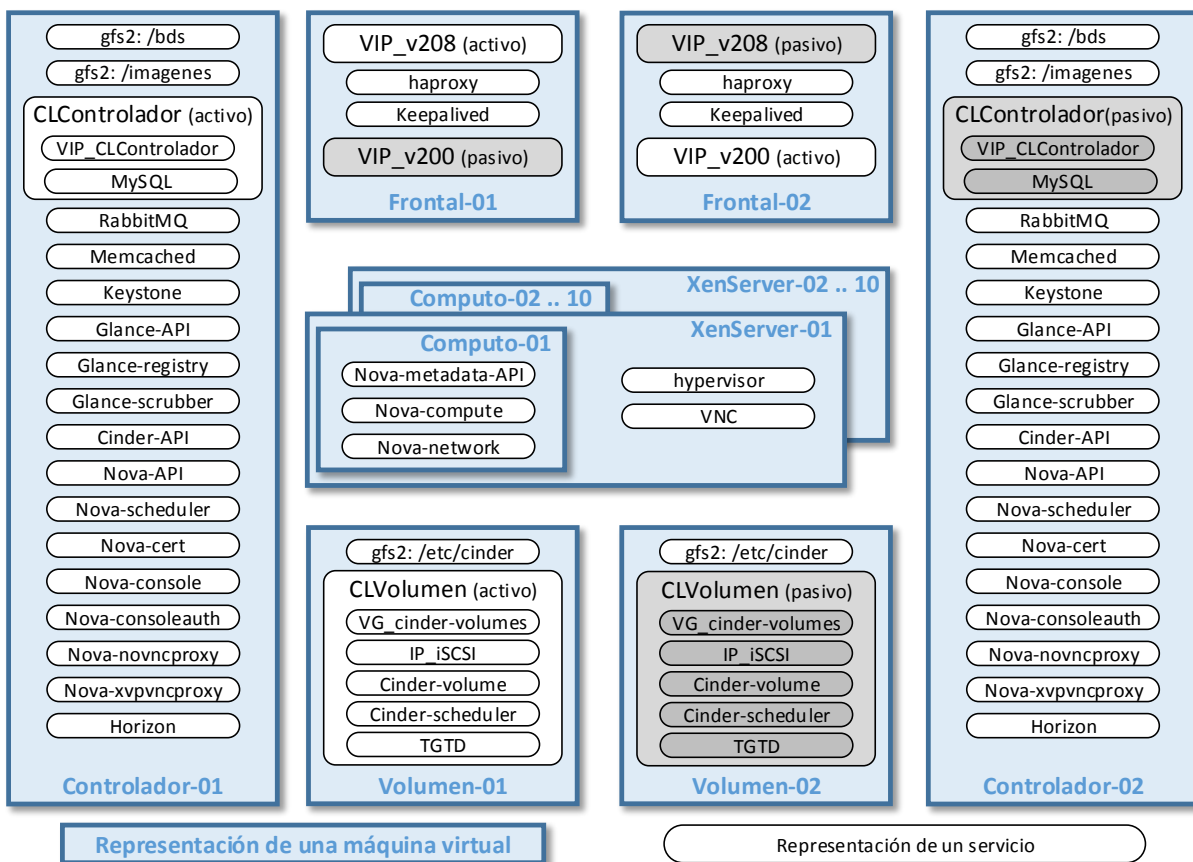 gfs2: /bds
gfs2: /imagenes
CLControlador (activo)
VIP_CLControlador
MySQL
RabbitMQ
Memcached
Keystone
Glance-API
Glance-registry
Glance-scrubber
Cinder-API
Nova-API
Nova-scheduler
Nova-cert
Nova-console
Nova-consoleauth
Nova-novncproxy
Nova-xvpvncproxy
Horizon
Controlador-01
VIP_v208 (activo)
haproxy
Keepalived
VIP_v200 (pasivo)
Frontal-01
VIP_v208 (pasivo)
haproxy
Keepalived
VIP_v200 (activo)
Frontal-02
XenServer-02 .. 10
Computo-02 .. 10
XenServer-01
Computo-01
Nova-metadata-API
Nova-compute
Nova-network
hypervisor
VNC
gfs2: /etc/cinder
CLVolumen (activo)
VG_cinder-volumes
IP_iSCSI
Cinder-volume
Cinder-scheduler
TGTD
Volumen-01
gfs2: /etc/cinder
CLVolumen (pasivo)
VG_cinder-volumes
IP_iSCSI
Cinder-volume
Cinder-scheduler
TGTD
Volumen-02
gfs2: /bds
gfs2: /imagenes
CLControlador(pasivo)
VIP_CLControlador
MySQL
RabbitMQ
Memcached
Keystone
Glance-API
Glance-registry
Glance-scrubber
Cinder-API
Nova-API
Nova-scheduler
Nova-cert
Nova-console
Nova-consoleauth
Nova-novncproxy
Nova-xvpvncproxy
Horizon
Controlador-02
Representación de una máquina virtual
Representación de un servicio